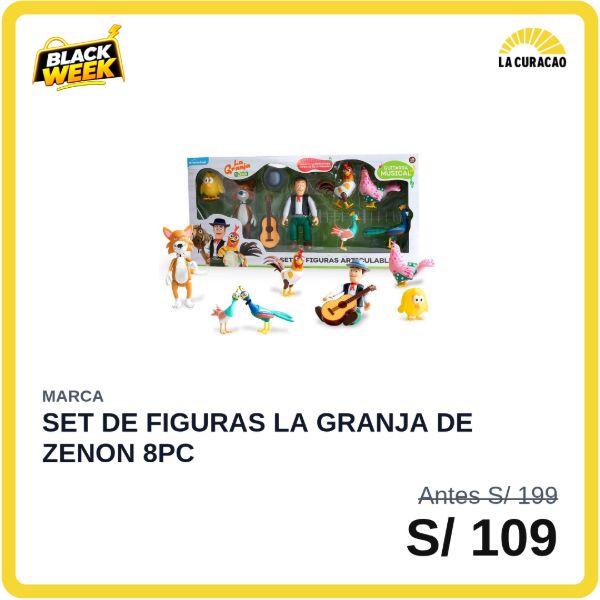 BLACK
WEEK
LA CURACAO
La
Granja
GUITARRA
MUSICAL
SET DE FIGURAS ARTICULABLES
MARCA
SET DE FIGURAS LA GRANJA DE
ZENON 8PC
Antes S/ 199
S/ 109